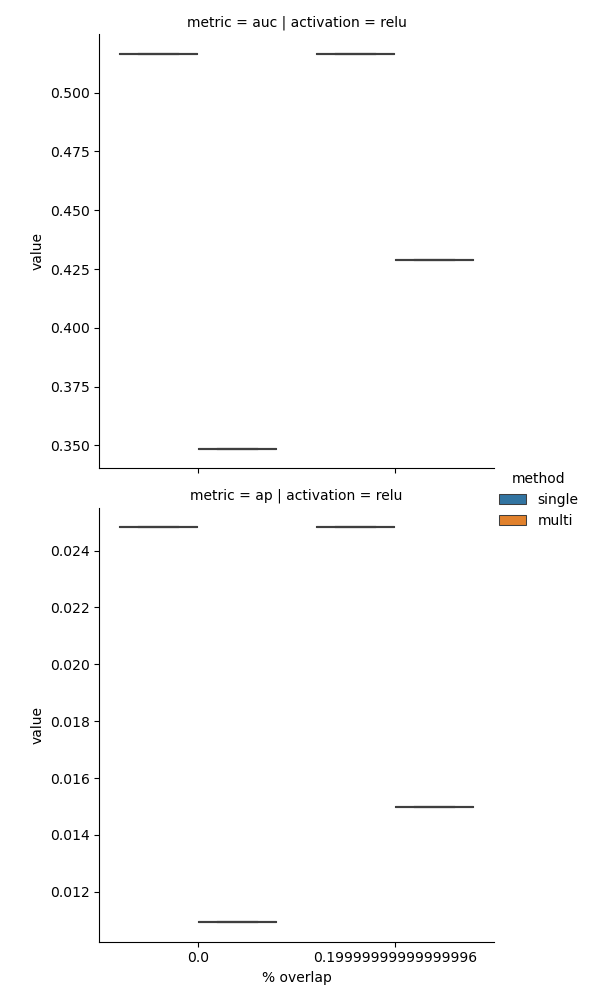 metric = auc | activation = relu
0.500
0.475
0.450
0.425
0.400
0.375
0.350
value
metric = ap | activation = relu
method
single
multi
0.024
0.022
0.020
0.018
0.016
0.014
0.012
value
0.0
0.19999999999999996
% overlap